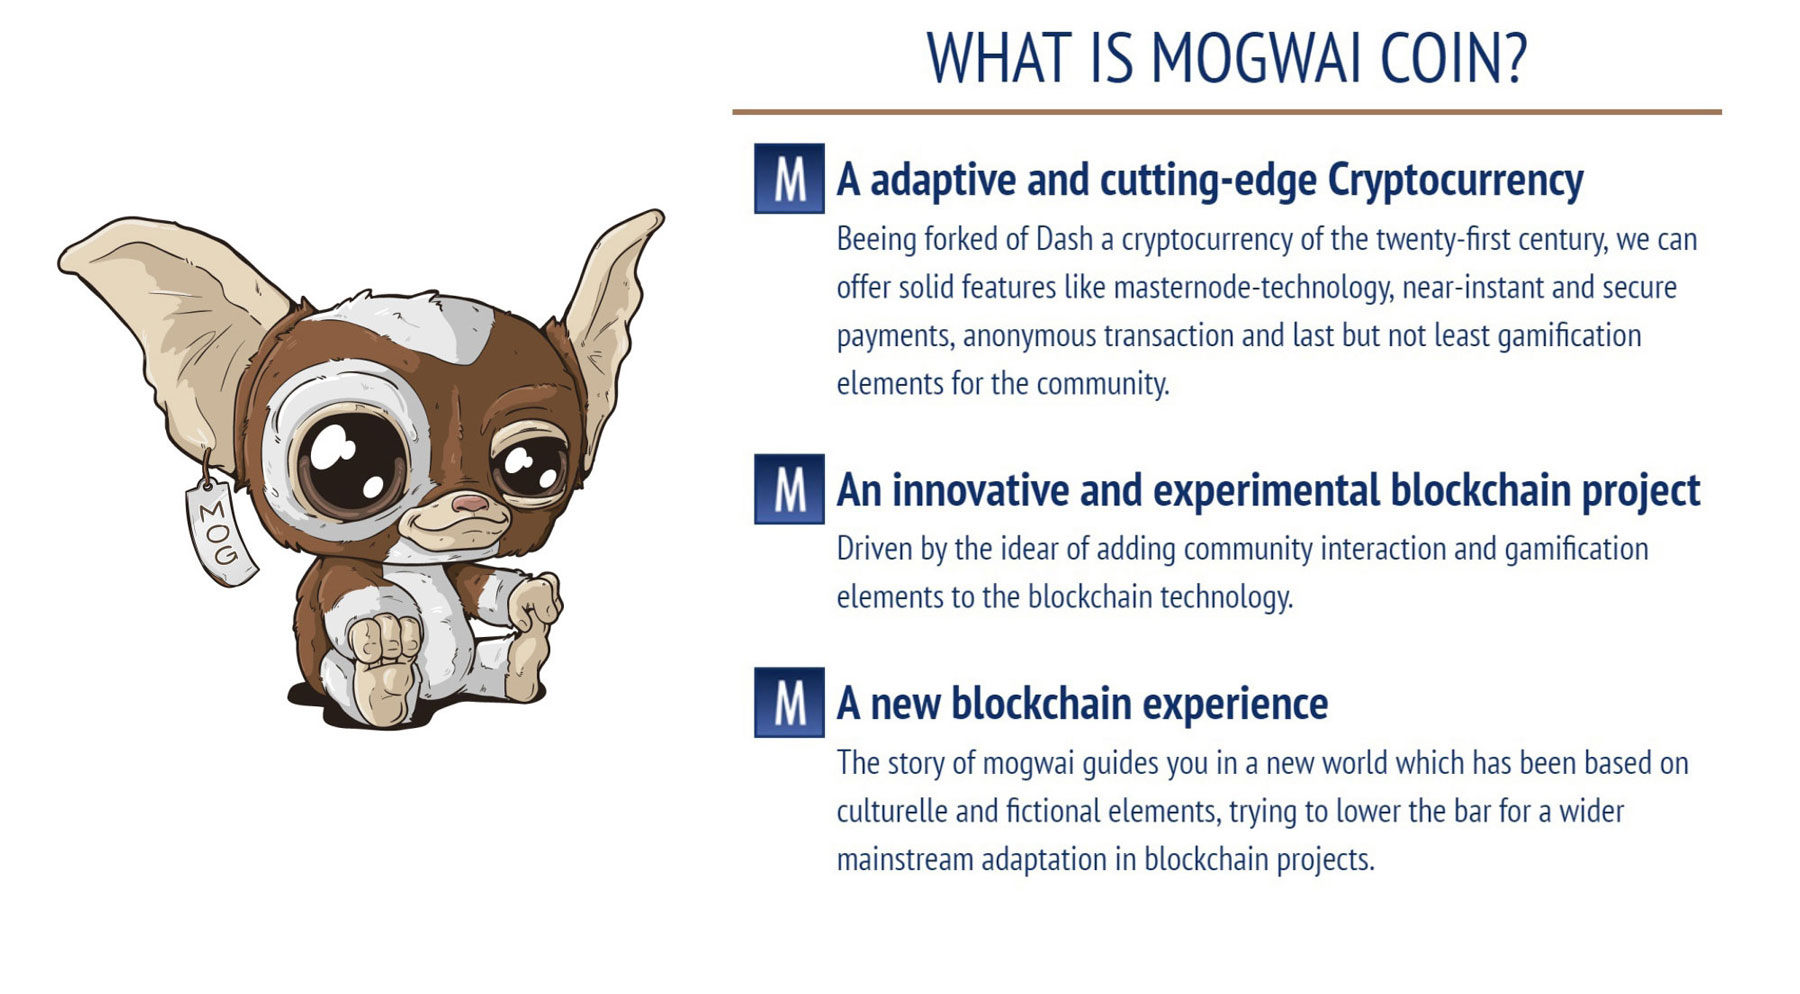 WHAT IS MOGWAI COIN?
M A adaptive and cutting-edge Cryptocurrency
Beeing forked of Dash a cryptocurrency of the twenty-first century, we can
offer solid features like masternode-technology, near-instant and secure
payments, anonymous transaction and last but not least gamification
elements for the community.
M An innovative and experimental blockchain project
Driven by the idear of adding community interaction and gamification
elements to the blockchain technology.
M A new blockchain experience
The story of mogwai guides you in a new world which has been based on
culturelle and fictional elements, trying to lower the bar for a wider
mainstream adaptation in blockchain projects.
MOG